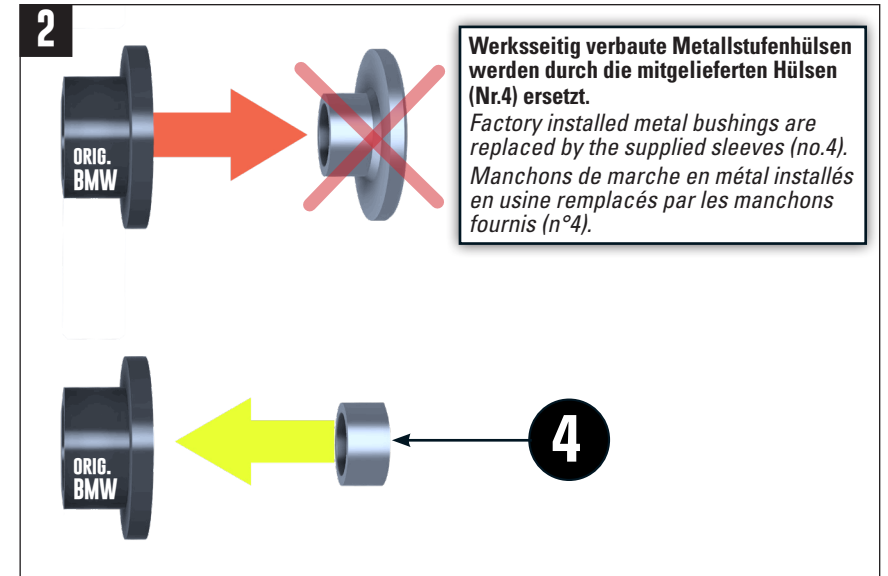 2
Werksseitig verbaute Metallstufenhülsen
werden durch die mitgelieferten Hülsen
(Nr.4) ersetzt.
Factory installed metal bushings are
replaced by the supplied sleeves (no.4).
Manchons de marche en métal installés
en usine remplacés par les manchons
fournis (n°4).
ORIG.
BMW
ORIG.
BMW
4